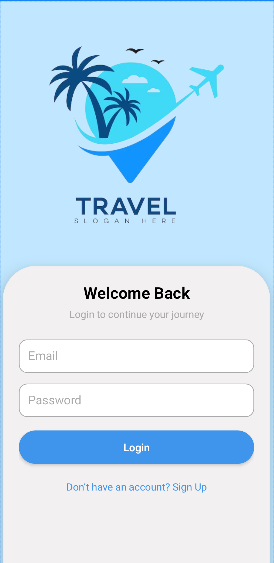 TRAVEL
SLOGAN HERE
Welcome Back
Login to continue your journey
Email
Password
Login
Don't have an account? Sign Up